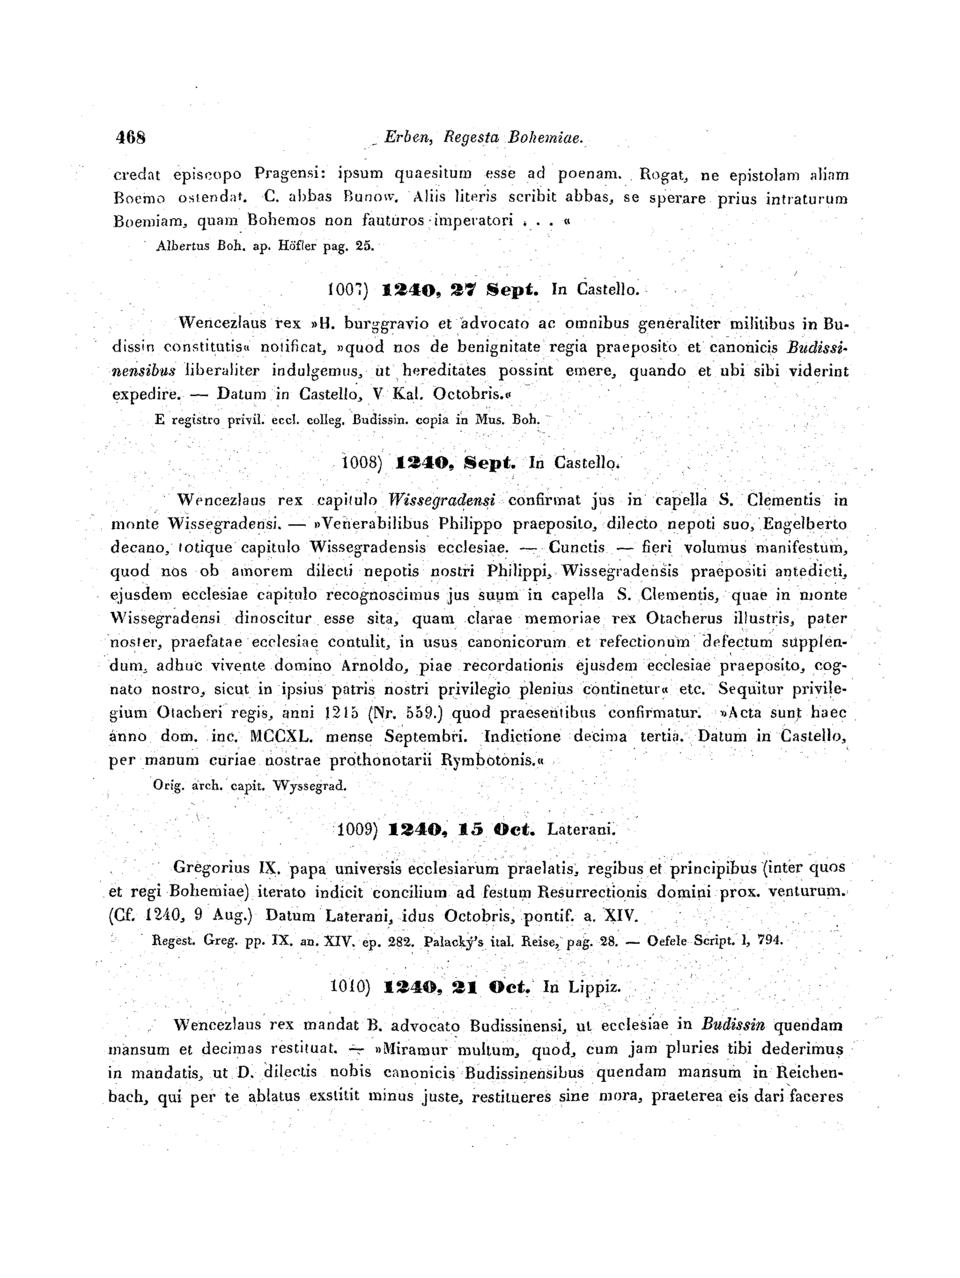 468 Erben, Regesta Bohemiae.
credat episcopo Pragensi: ipsum quaesitum esse ad poenam. Rogat, ne epistolam aliam
Boemo ostendat. C. abbas Bunow. Aliis literis scribit abbas, se sperare prius intraturum
Boemiam, quam Bohemos non fauturos imperatori . . . «
Albertus Boh. ap. Höfler pag. 25.
1007) 1240, 27 Sept. In Castello.
Wencezlaus rex »H. burggravio et advocato ac omnibus generaliter militibus in Bu-
dissin constitutis« notificat, »quod nos de benignitate regia praeposito et canonicis Budissi-
nensibus liberaliter indulgemus, ut hereditates possint emere, quando et ubi sibi viderint
expedire. — Datum in Castello, V Kal. Octobris.«
E registro privil. eccl. colleg. Budissin. copia in Mus. Boh.
1008) 1240, Sept. In Castello.
Wencezlaus rex capitulo Wissegradensi confirmat jus in capella S. Clementis in
monte Wissegradensi. — »Venerabilibus Philippo praeposito, dilecto nepoti suo, Engelberto
decano, totique capitulo Wissegradensis ecclesiae. — Cunctis — fieri volumus manifestum,
quod nos ob amorem dilecti nepotis nostri Philippi, Wissegradensis praepositi antedicti,
ejusdem ecclesiae capitulo recognoscimus jus suum in capella S. Clementis, quae in monte
Wissegradensi dinoscitur esse sita, quam clarae memoriae rex Otacherus illustris, pater
noster, praefatae ecclesiae contulit, in usus canonicorum et refectionum defectum supplen-
dum, adhuc vivente domino Arnoldo, piae recordationis ejusdem ecclesiae praeposito, cog-
nato nostro, sicut in ipsius patris nostri privilegio plenius continetur« etc. Sequitur privile-
gium Otacheri regis, anni 1215 (Nr. 559.) quod praesentibus confirmatur. »Acta sunt haec
anno dom. inc. MCCXL. mense Septembri. Indictione decima tertia. Datum in Castello,
per manum curiae nostrae prothonotarii Rymbotonis.«
Orig. arch. capit. Wyssegrad.
1009) 1240, 15 Oct. Laterani.
Gregorius IX. papa universis ecclesiarum praelatis, regibus et principibus (inter quos
et regi Bohemiae) iterato indicit concilium ad festum Resurrectionis domini prox. venturum.
(Cf. 1240, 9 Aug.) Datum Laterani, idus Octobris, pontif. a. XIV.
Regest. Greg. pp. IX. an. XIV. ep. 282. Palacký's ital. Reise, pag. 28. — Oefele Script. I, 794.
1010) 1240, 21 Oct. In Lippiz.
Wencezlaus rex mandat B. advocato Budissinensi, ut ecclesiae in Budissin quendam
mansum et decimas restituat. — »Miramur multum, quod, cum jam pluries tibi dederimus
in mandatis, ut D. dilectis nobis canonicis Budissinensibus quendam mansum in Reichen-
bach, qui per te ablatus exstitit minus juste, restitueres sine mora, praeterea eis dari faceres